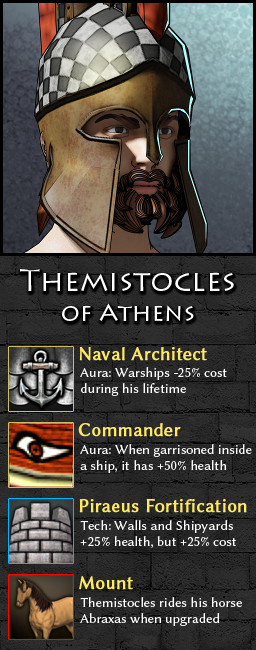 Themistocles
of Athens
Naval Architect
Aura: Warships -25% cost
during his lifetime
Commander
Aura: When garrisoned inside
a ship, it has +50% health
Piraeus Fortification
Tech: Walls and Shipyards
+25% health, but +25% cost
Mount
Themistocles rides his horse
Abraxas when upgraded